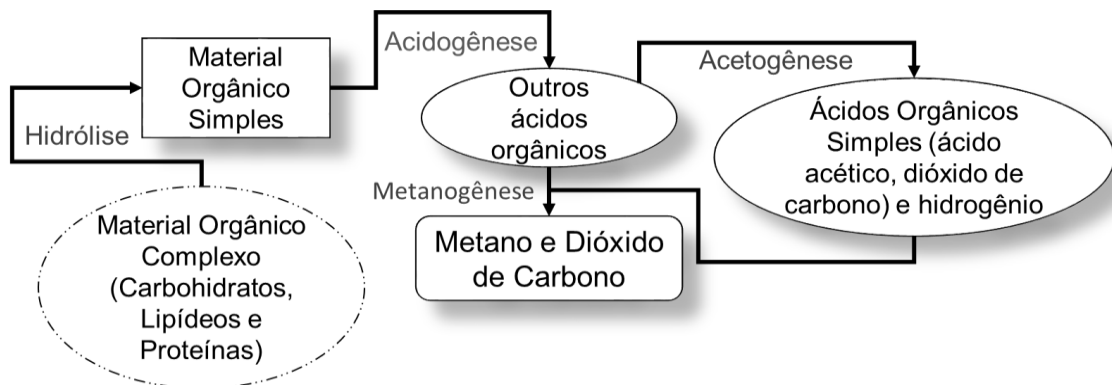 Material Orgânico
Complexo
(Carbohidratos,
Lipídeos e
Proteínas)
Hidrólise
Material
Orgânico
Simples
Acidogênese
Outros
ácidos
orgânicos
Acetogênese
Ácidos Orgânicos
Simples (ácido
acético, dióxido de
carbono) e hidrogênio
Metanogênese
Metano e Dióxido
de Carbono